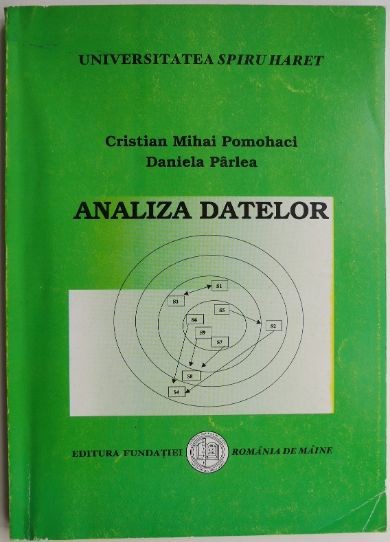 UNIVERSITATEA SPIRU HARET
Cristian Mihai Pomohaci
Daniela Pârlea
ANALIZA DATELOR
S1
S3
S5
S6
S2
S9
S7
S8
S4
EDITURA FUNDAȚIEI ROMÂNIA DE MÂINE